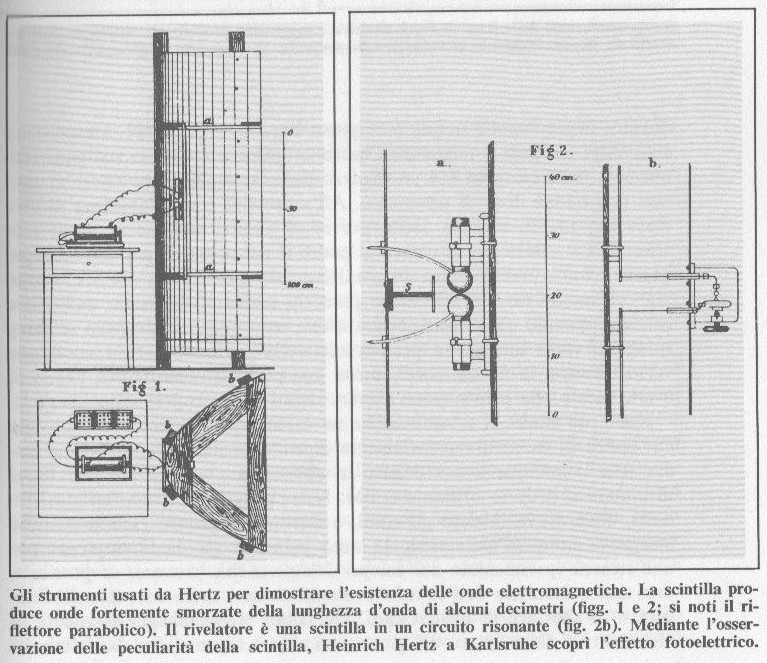 a.
0
50
a
100 cm
Fig 1.
b
b
b
b
Fig.2.
a..
b.
40 cm.
30
20
10
0
S
Gli strumenti usati da Hertz per dimostrare l'esistenza delle onde elettromagnetiche. La scintilla pro-
duce onde fortemente smorzate della lunghezza d'onda di alcuni decimetri (figg. 1 e 2; si noti il ri-
flettore parabolico). Il rivelatore è una scintilla in un circuito risonante (fig. 2b). Mediante l'osser-
vazione delle peculiarità della scintilla, Heinrich Hertz a Karlsruhe scoprì l'effetto fotoelettrico.